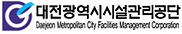 대전광역시시설관리공단
Daejeon Metropolitan City Facilities Management Corporation